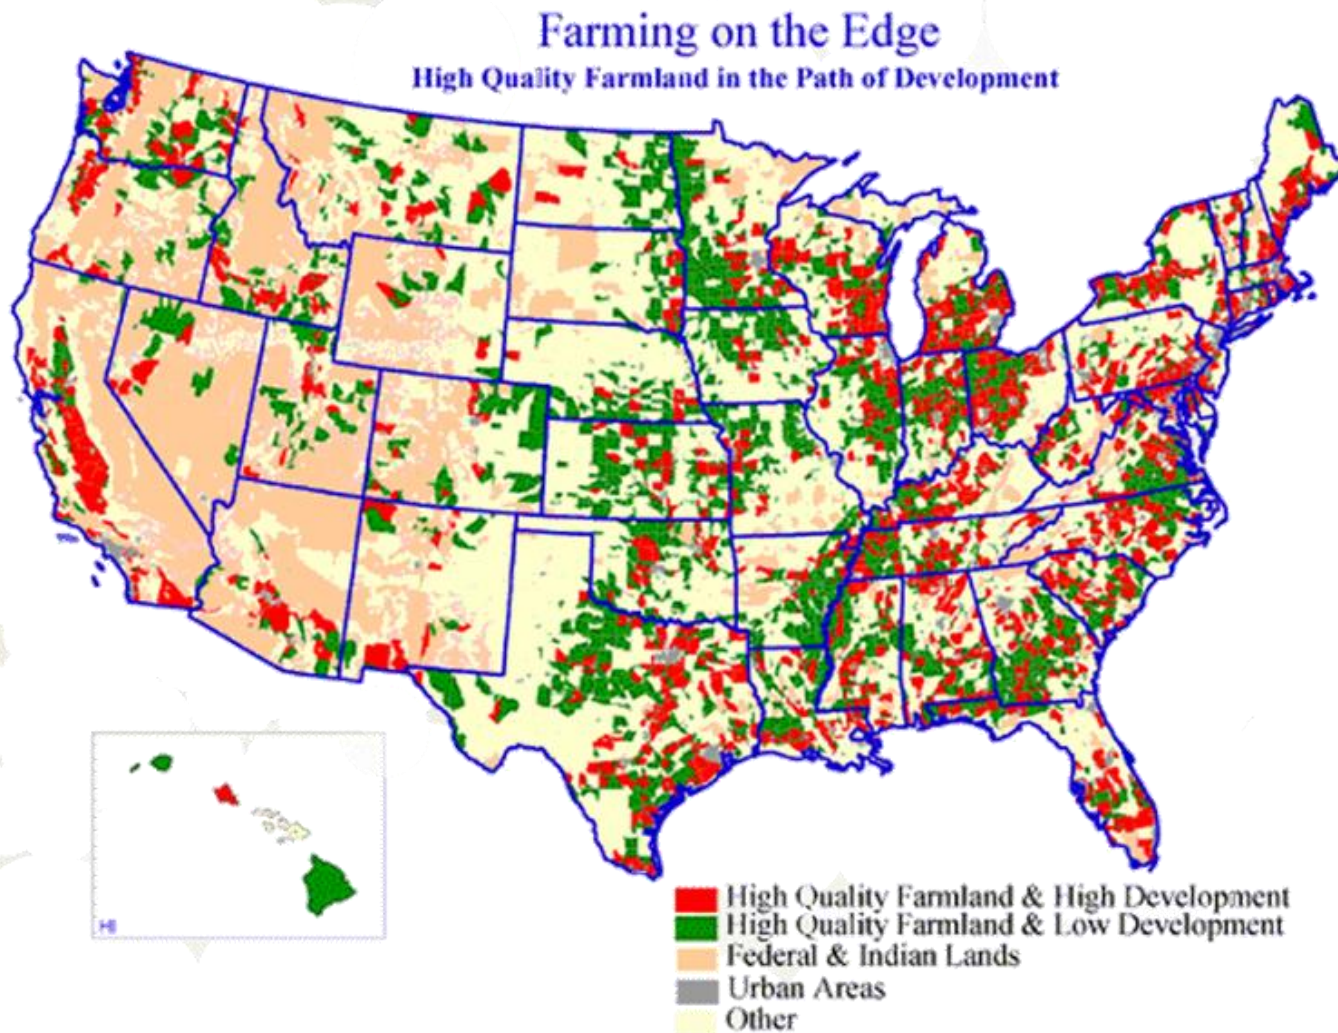 Farming on the Edge
High Quality Farmland in the Path of Development
HI
High Quality Farmland & High Development
High Quality Farmland & Low Development
Federal & Indian Lands
Urban Areas
Other